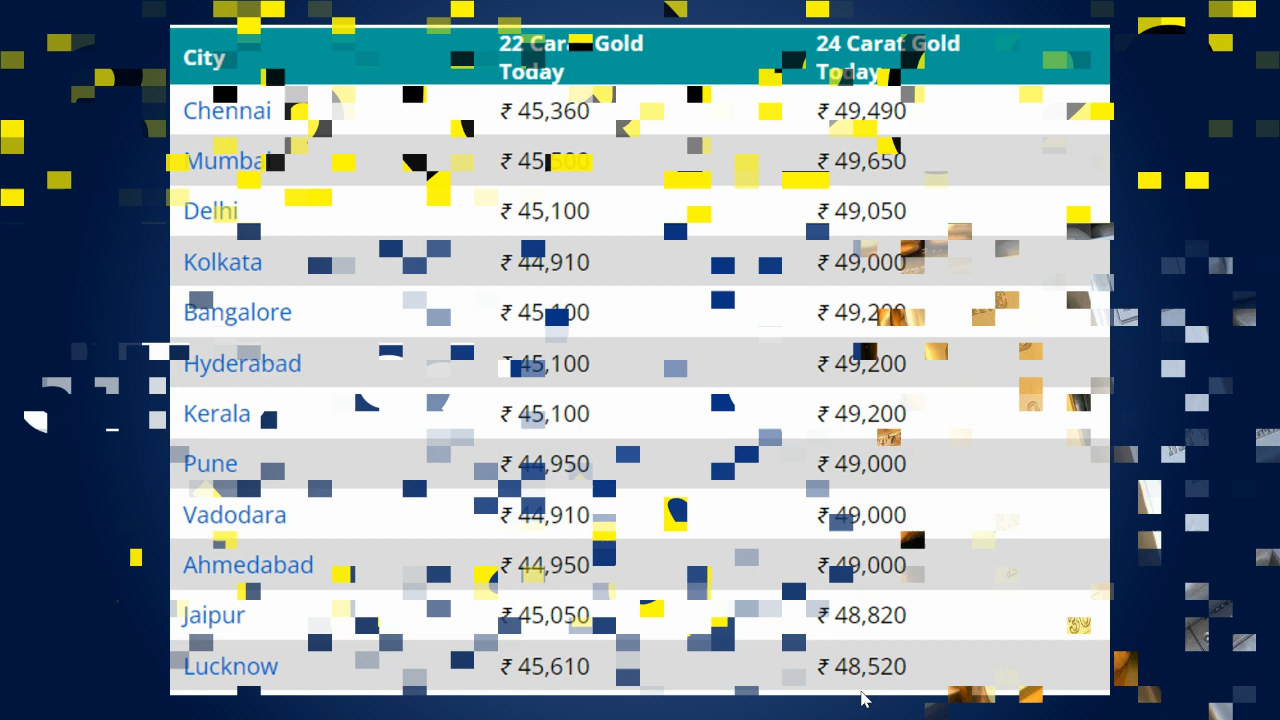 City 22 Carat Gold Today 24 Carat Gold Today
Chennai ₹ 45,360 ₹ 49,490
Mumbai ₹ 45,500 ₹ 49,650
Delhi ₹ 45,100 ₹ 49,050
Kolkata ₹ 44,910 ₹ 49,000
Bangalore ₹ 45,100 ₹ 49,200
Hyderabad ₹ 45,100 ₹ 49,200
Kerala ₹ 45,100 ₹ 49,200
Pune ₹ 44,950 ₹ 49,000
Vadodara ₹ 44,910 ₹ 49,000
Ahmedabad ₹ 44,950 ₹ 49,000
Jaipur ₹ 45,050 ₹ 48,820
Lucknow ₹ 45,610 ₹ 48,520